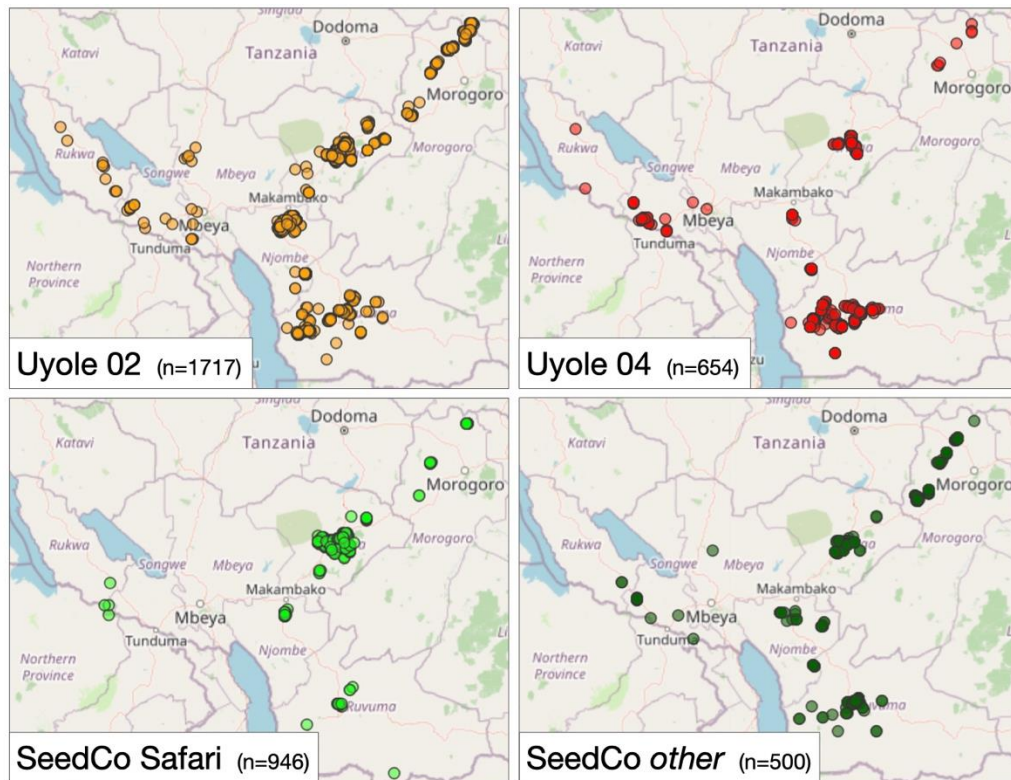 Singida
Dodoma
Katavi
Tanzania
Morogoro
Rukwa
Morogoro
Songwe
Mbeya
Makambako
Mbeya
Tunduma
Njombe
Northern
Province
Uyole 02 (n=1717)
Dodoma
Katavi
Tanzania
Morogoro
Rukwa
Morogoro
Songwe
Mbeya
Makambako
Mbeya
Tunduma
Njombe
Northern
Province
Uyole 04 (n=654)
Dodoma
Katavi
Tanzania
Morogoro
Rukwa
Morogoro
Songwe
Mbeya
Makambako
Mbeya
Tunduma
Njombe
Northern
Province
Ruvuma
SeedCo Safari (n=946)
Dodoma
Katavi
Tanzania
Morogoro
Rukwa
Morogoro
Songwe
Mbeya
Makambako
Mbeya
Tunduma
Njombe
Northern
Province
SeedCo other (n=500)